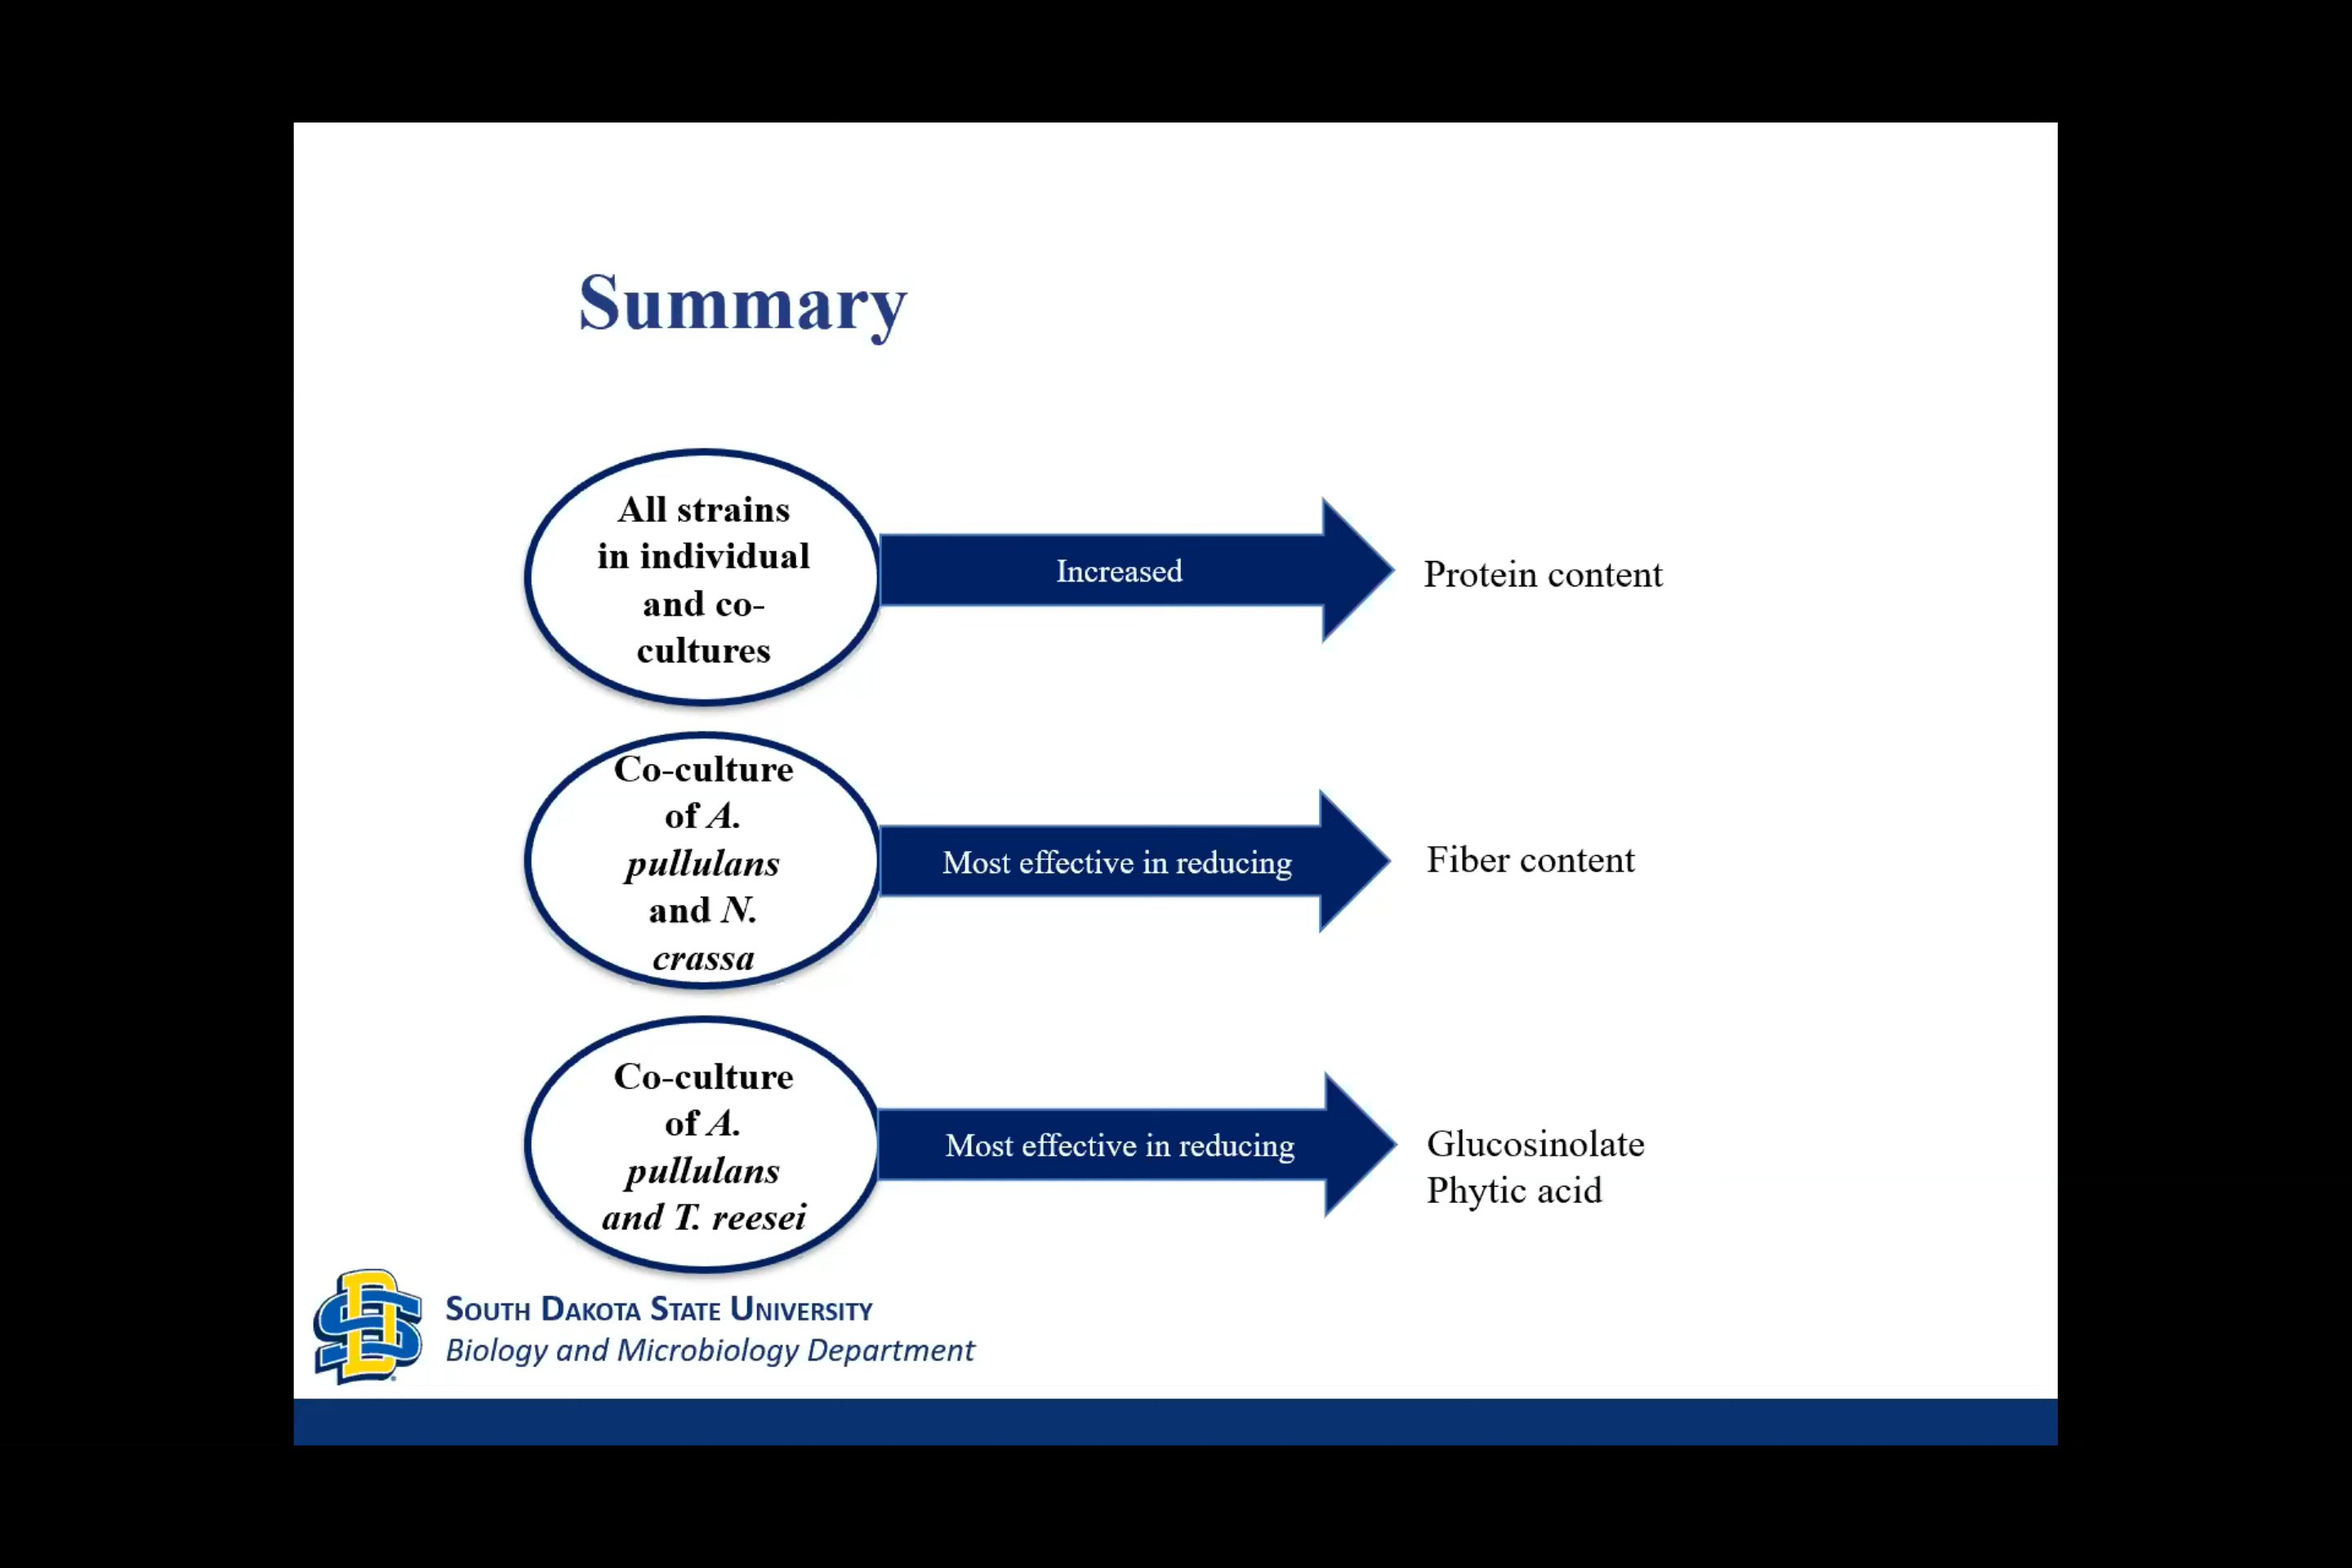 Summary
All strains
in individual
and co-
cultures
Increased
Protein content
Co-culture
of A.
pullulans
and N.
crassa
Most effective in reducing
Fiber content
Co-culture
of A.
pullulans
and T. reesei
Most effective in reducing
Glucosinolate
Phytic acid
SOUTH DAKOTA STATE UNIVERSITY
Biology and Microbiology Department